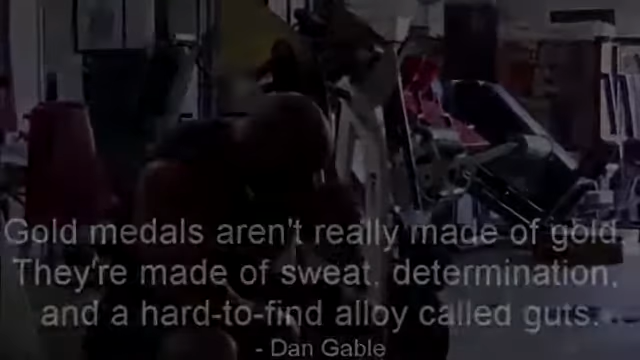 Gold medals aren't really made of gold.
They're made of sweat, determination,
and a hard-to-find alloy called guts.
- Dan Gable